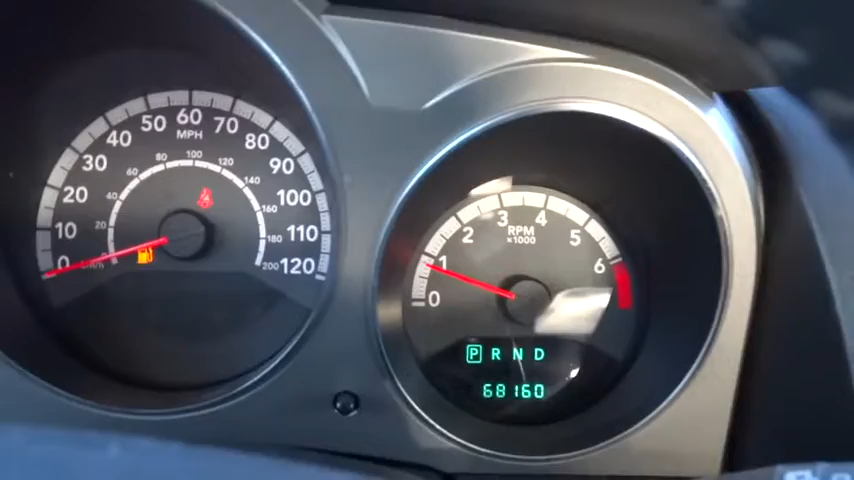 0 10 20 30 40 50 60 70 80 90 100 110 120
MPH
20 40 60 80 100 120 140 160 180 200
km/h
0 1 2 3 4 5 6
RPM
x1000
P R N D
68160